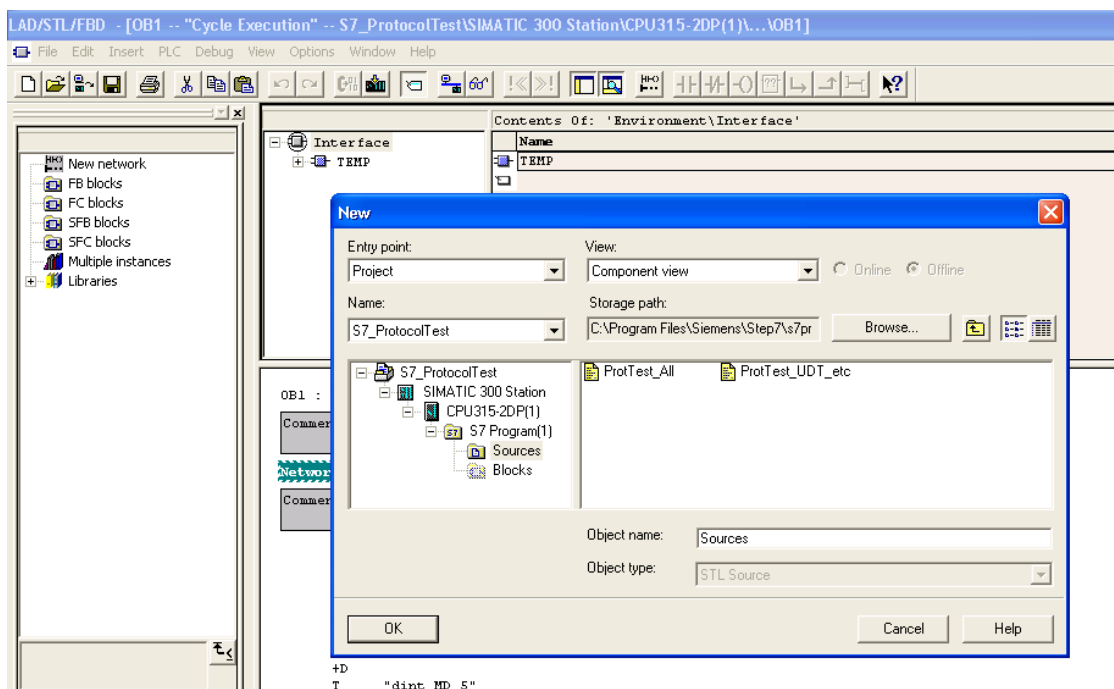 LAD/STL/FBD - [OB1 -- "Cycle Execution" -- S7_ProtocolTest\SIMATIC 300 Station\CPU315-2DP(1)\...\OB1]
File Edit Insert PLC Debug View Options Window Help
New network
FB blocks
FC blocks
SFB blocks
SFC blocks
Multiple instances
Libraries
Interface
TEMP
Contents Of: 'Environment\Interface'
Name
TEMP
OB1 :
Commer
Networ
Commer
New
Entry point:
Project
View:
Component view
Online Offline
Name:
S7_ProtocolTest
Storage path:
C:\Program Files\Siemens\Step7\s7pr
Browse...
S7_ProtocolTest
SIMATIC 300 Station
CPU315-2DP(1)
S7 Program(1)
Sources
Blocks
ProtTest_All
ProtTest_UDT_etc
Object name:
Sources
Object type:
STL Source
OK
Cancel
Help
+D
T "dint MD 5"